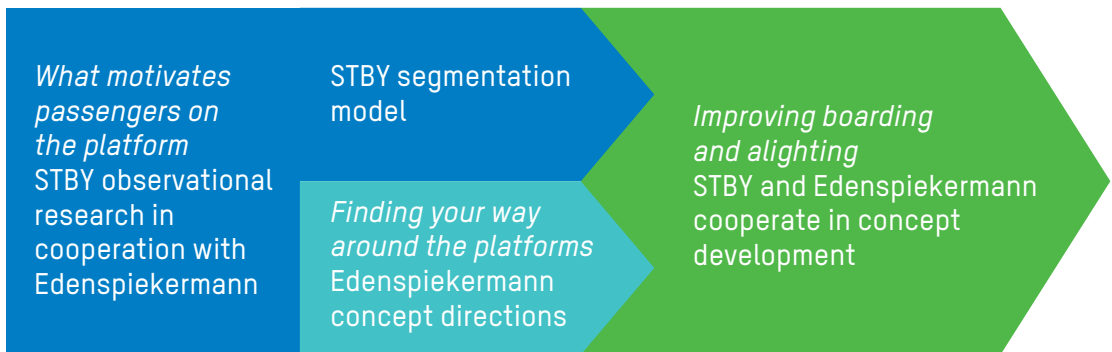 What motivates
passengers on
the platform
STBY observational
research in
cooperation with
Edenspiekermann
STBY segmentation
model
Finding your way
around the platforms
Edenspiekermann
concept directions
Improving boarding
and alighting
STBY and Edenspiekermann
cooperate in concept
development